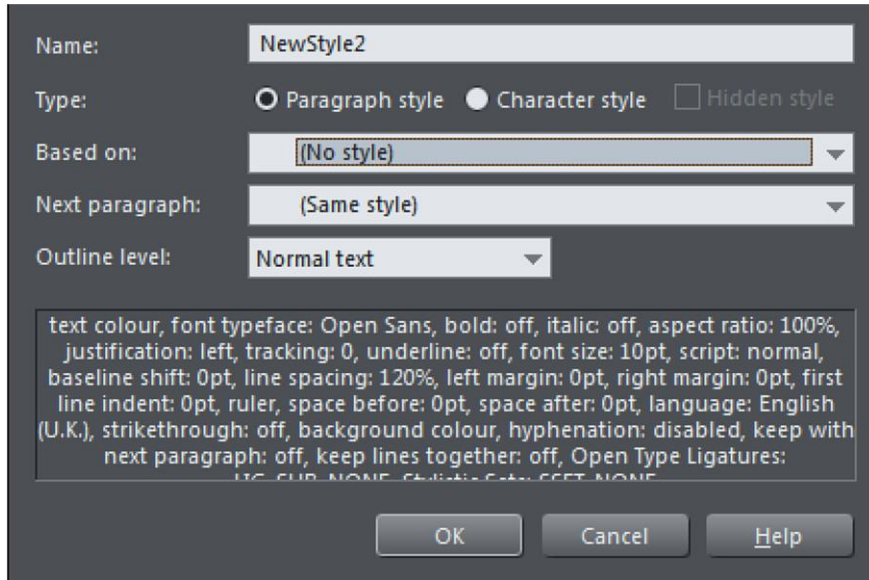 Name: NewStyle2
Type: Paragraph style Character style Hidden style
Based on: (No style)
Next paragraph: (Same style)
Outline level: Normal text
text colour, font typeface: Open Sans, bold: off, italic: off, aspect ratio: 100%,
justification: left, tracking: 0, underline: off, font size: 10pt, script: normal,
baseline shift: 0pt, line spacing: 120%, left margin: 0pt, right margin: 0pt, first
line indent: 0pt, ruler, space before: 0pt, space after: 0pt, language: English
(U.K.), strikethrough: off, background colour, hyphenation: disabled, keep with
next paragraph: off, keep lines together: off, Open Type Ligatures:
OK Cancel Help